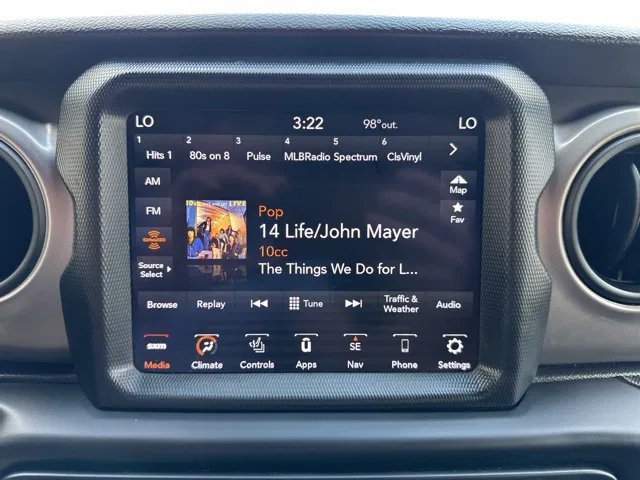 LO 3:22 98°out. LO
1 2 3 4 5 6
Hits 1 80s on 8 Pulse MLBRadio Spectrum ClsVinyl
AM
Map
FM
Fav
Pop
14 Life/John Mayer
SiriusXM
10cc
Source
Select
The Things We Do for L...
Browse Replay Tune Traffic &
Weather Audio
sxm SE
Media Climate Controls Apps Nav Phone Settings